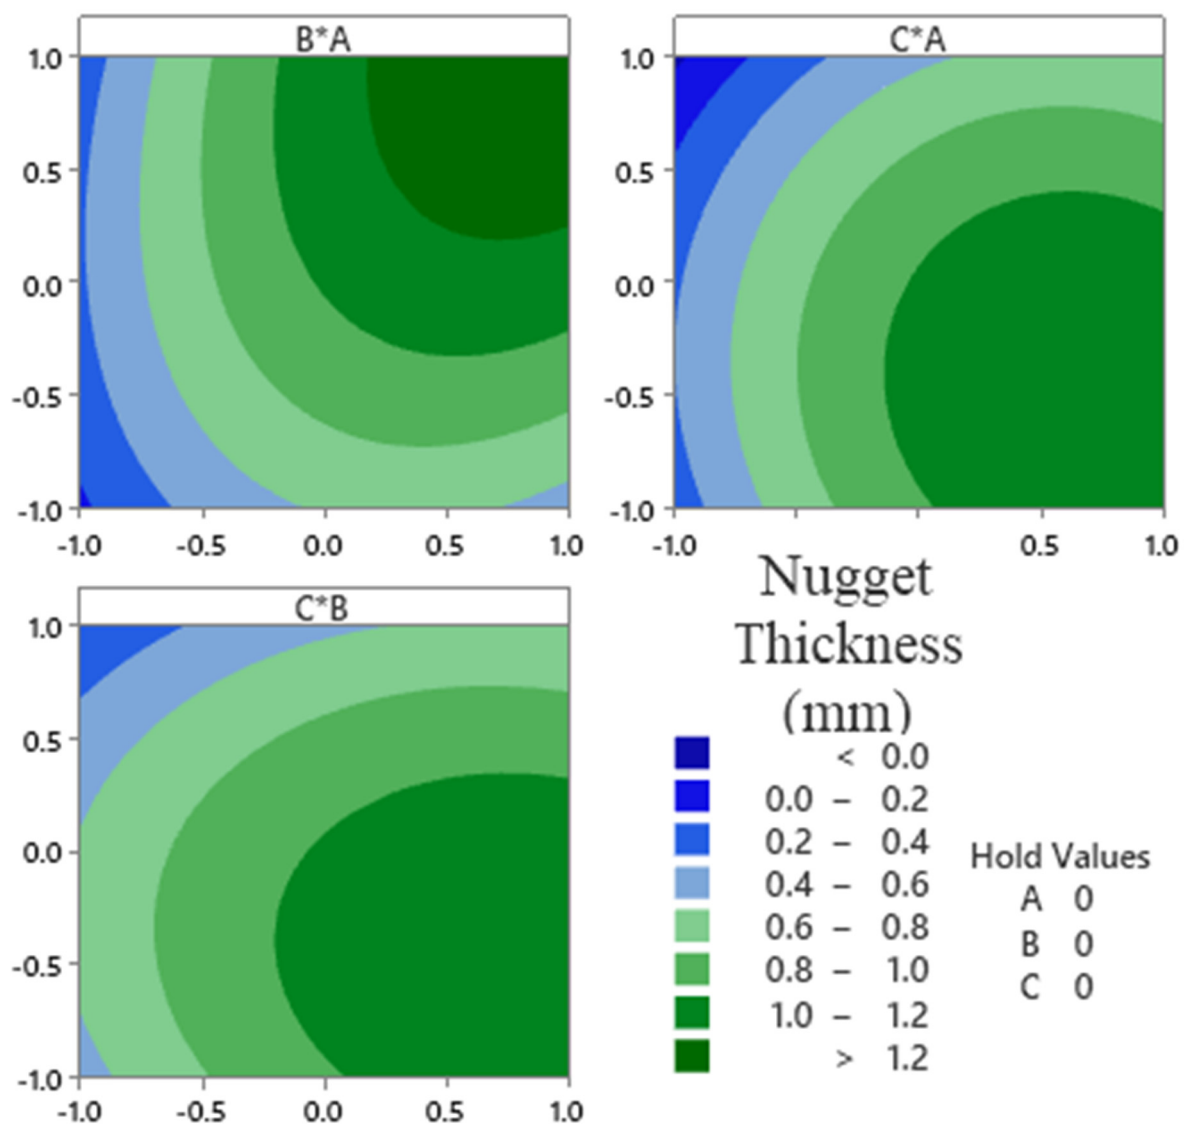 B*A
1.0
0.5
0.0
-0.5
-1.0
-1.0 -0.5 0.0 0.5 1.0
C*A
1.0
0.5
0.0
-0.5
-1.0
-1.0 0.5 1.0
C*B
1.0
0.5
0.0
-0.5
-1.0
-1.0 -0.5 0.0 0.5 1.0
Nugget
Thickness
(mm)
< 0.0
0.0 – 0.2
0.2 – 0.4
0.4 – 0.6
0.6 – 0.8
0.8 – 1.0
1.0 – 1.2
> 1.2
Hold Values
A 0
B 0
C 0